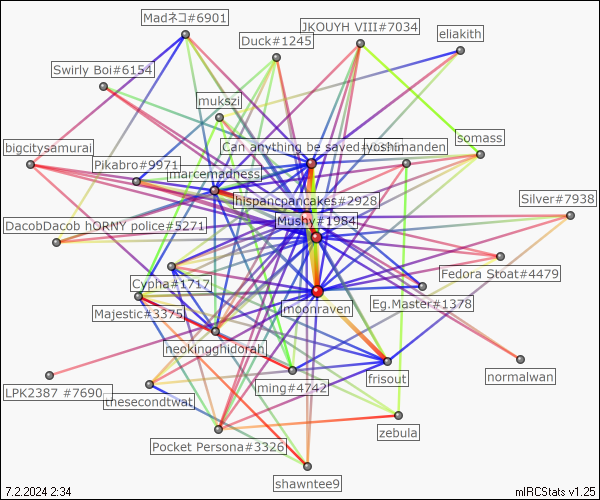 Madネコ#6901
JKOUYH VIII#7034
Duck#1245
eliakith
Swirly Boi#6154
mukszi
somass
bigcitysamurai
Can anything be saved
yoshimanden
Pikabro#9971
marcemadness
hispancpancakes#2928
Silver#7938
Mushy#1984
DacobDacob hORNY police#5271
Fedora Stoat#4479
Cypha#1717
Eg.Master#1378
Majestic#3375
moonraven
neokingghidorah
LPK2387 #7690
ming#4742
frisout
normalwan
thesecondtwat
zebula
Pocket Persona#3326
shawntee9
7.2.2024 2:34
mIRCStats v1.25